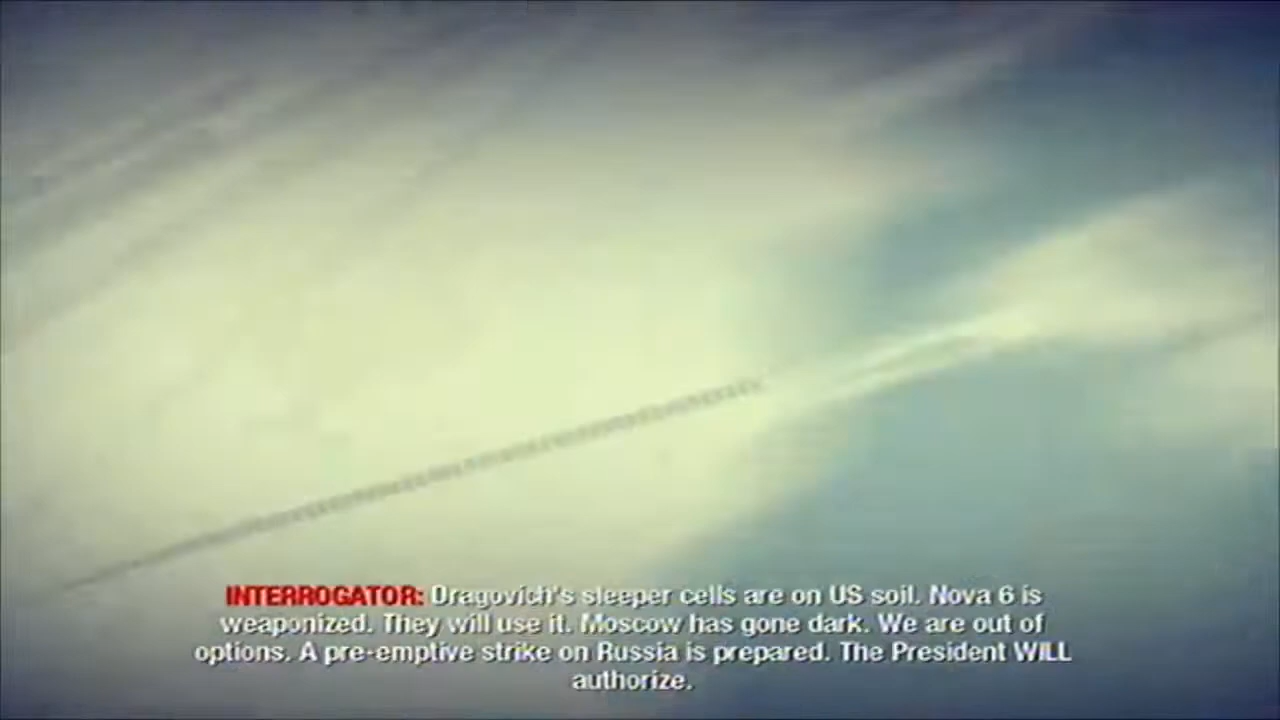 INTERROGATOR: Dragovich's sleeper cells are on US soil. Nova 6 is
weaponized. They will use it. Moscow has gone dark. We are out of
options. A pre-emptive strike on Russia is prepared. The President WILL
authorize.